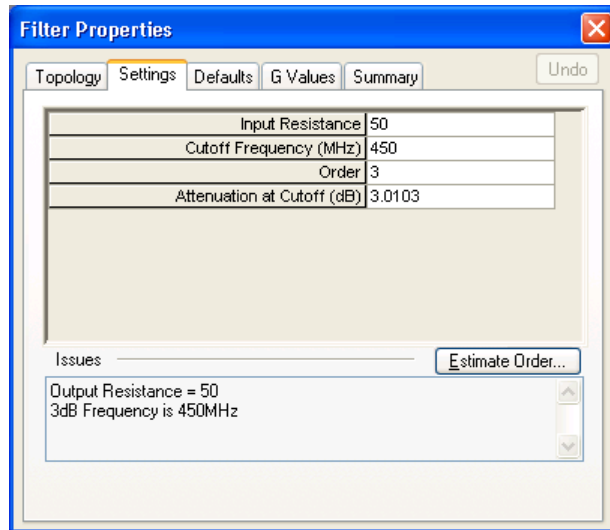 Filter Properties
Undo
Topology Settings Defaults G Values Summary
Input Resistance 50
Cutoff Frequency (MHz) 450
Order 3
Attenuation at Cutoff (dB) 3.0103
Issues
Estimate Order...
Output Resistance = 50
3dB Frequency is 450MHz